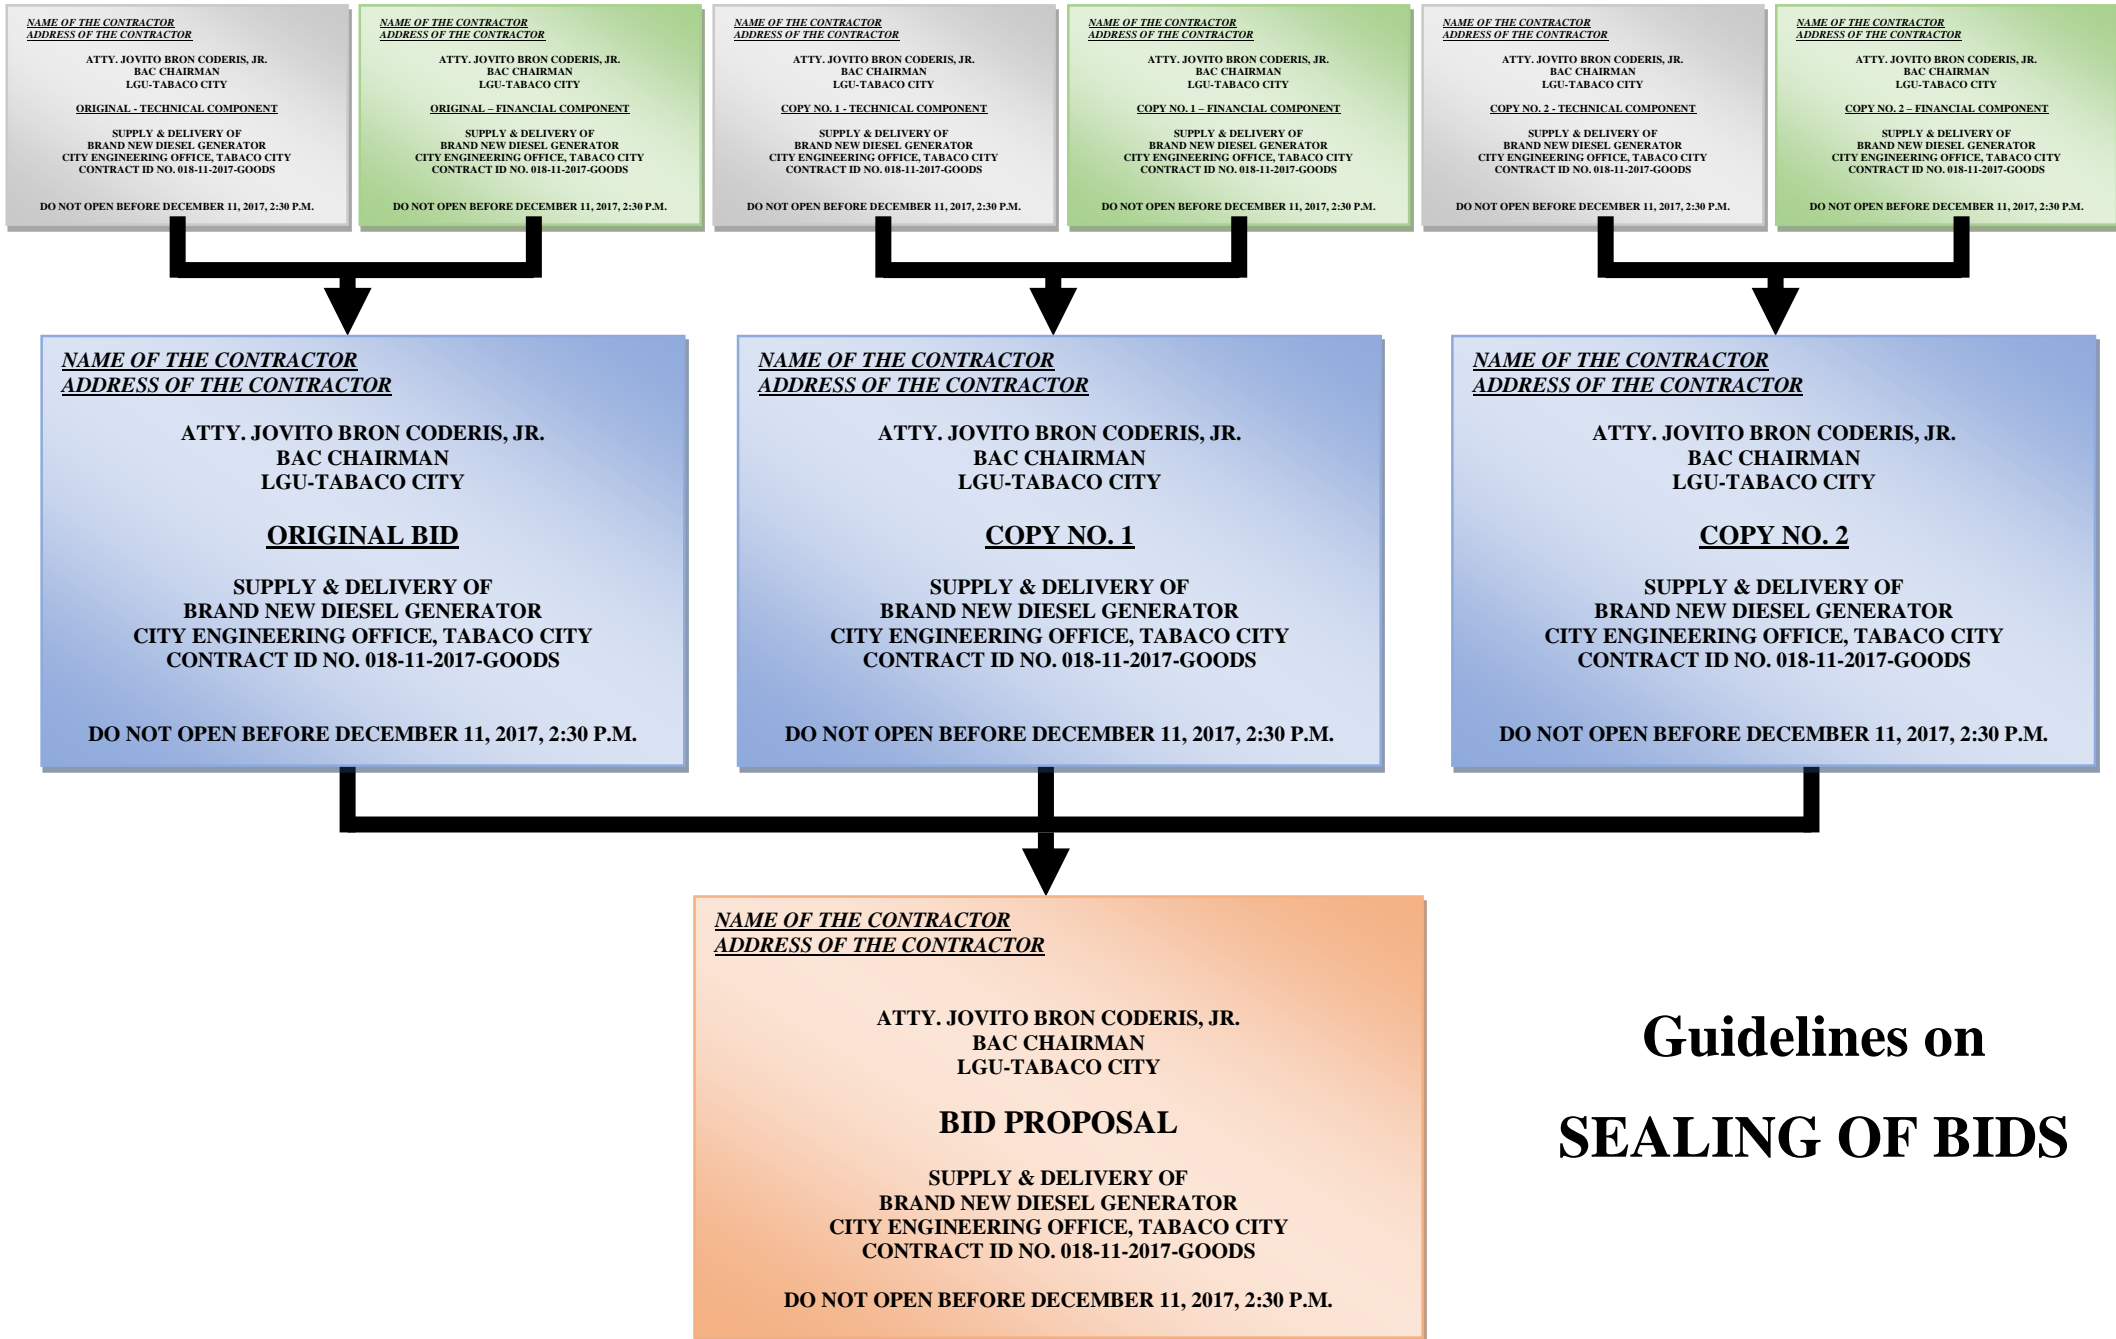 NAME OF THE CONTRACTOR
ADDRESS OF THE CONTRACTOR
ATTY. JOVITO BRON CODERIS, JR.
BAC CHAIRMAN
LGU-TABACO CITY
ORIGINAL - TECHNICAL COMPONENT
SUPPLY & DELIVERY OF
BRAND NEW DIESEL GENERATOR
CITY ENGINEERING OFFICE, TABACO CITY
CONTRACT ID NO. 018-11-2017-GOODS
DO NOT OPEN BEFORE DECEMBER 11, 2017, 2:30 P.M.
NAME OF THE CONTRACTOR
ADDRESS OF THE CONTRACTOR
ATTY. JOVITO BRON CODERIS, JR.
BAC CHAIRMAN
LGU-TABACO CITY
ORIGINAL – FINANCIAL COMPONENT
SUPPLY & DELIVERY OF
BRAND NEW DIESEL GENERATOR
CITY ENGINEERING OFFICE, TABACO CITY
CONTRACT ID NO. 018-11-2017-GOODS
DO NOT OPEN BEFORE DECEMBER 11, 2017, 2:30 P.M.
NAME OF THE CONTRACTOR
ADDRESS OF THE CONTRACTOR
ATTY. JOVITO BRON CODERIS, JR.
BAC CHAIRMAN
LGU-TABACO CITY
COPY NO. 1 - TECHNICAL COMPONENT
SUPPLY & DELIVERY OF
BRAND NEW DIESEL GENERATOR
CITY ENGINEERING OFFICE, TABACO CITY
CONTRACT ID NO. 018-11-2017-GOODS
DO NOT OPEN BEFORE DECEMBER 11, 2017, 2:30 P.M.
NAME OF THE CONTRACTOR
ADDRESS OF THE CONTRACTOR
ATTY. JOVITO BRON CODERIS, JR.
BAC CHAIRMAN
LGU-TABACO CITY
COPY NO. 1 – FINANCIAL COMPONENT
SUPPLY & DELIVERY OF
BRAND NEW DIESEL GENERATOR
CITY ENGINEERING OFFICE, TABACO CITY
CONTRACT ID NO. 018-11-2017-GOODS
DO NOT OPEN BEFORE DECEMBER 11, 2017, 2:30 P.M.
NAME OF THE CONTRACTOR
ADDRESS OF THE CONTRACTOR
ATTY. JOVITO BRON CODERIS, JR.
BAC CHAIRMAN
LGU-TABACO CITY
COPY NO. 2 - TECHNICAL COMPONENT
SUPPLY & DELIVERY OF
BRAND NEW DIESEL GENERATOR
CITY ENGINEERING OFFICE, TABACO CITY
CONTRACT ID NO. 018-11-2017-GOODS
DO NOT OPEN BEFORE DECEMBER 11, 2017, 2:30 P.M.
NAME OF THE CONTRACTOR
ADDRESS OF THE CONTRACTOR
ATTY. JOVITO BRON CODERIS, JR.
BAC CHAIRMAN
LGU-TABACO CITY
COPY NO. 2 – FINANCIAL COMPONENT
SUPPLY & DELIVERY OF
BRAND NEW DIESEL GENERATOR
CITY ENGINEERING OFFICE, TABACO CITY
CONTRACT ID NO. 018-11-2017-GOODS
DO NOT OPEN BEFORE DECEMBER 11, 2017, 2:30 P.M.
NAME OF THE CONTRACTOR
ADDRESS OF THE CONTRACTOR
ATTY. JOVITO BRON CODERIS, JR.
BAC CHAIRMAN
LGU-TABACO CITY
ORIGINAL BID
SUPPLY & DELIVERY OF
BRAND NEW DIESEL GENERATOR
CITY ENGINEERING OFFICE, TABACO CITY
CONTRACT ID NO. 018-11-2017-GOODS
DO NOT OPEN BEFORE DECEMBER 11, 2017, 2:30 P.M.
NAME OF THE CONTRACTOR
ADDRESS OF THE CONTRACTOR
ATTY. JOVITO BRON CODERIS, JR.
BAC CHAIRMAN
LGU-TABACO CITY
COPY NO. 1
SUPPLY & DELIVERY OF
BRAND NEW DIESEL GENERATOR
CITY ENGINEERING OFFICE, TABACO CITY
CONTRACT ID NO. 018-11-2017-GOODS
DO NOT OPEN BEFORE DECEMBER 11, 2017, 2:30 P.M.
NAME OF THE CONTRACTOR
ADDRESS OF THE CONTRACTOR
ATTY. JOVITO BRON CODERIS, JR.
BAC CHAIRMAN
LGU-TABACO CITY
COPY NO. 2
SUPPLY & DELIVERY OF
BRAND NEW DIESEL GENERATOR
CITY ENGINEERING OFFICE, TABACO CITY
CONTRACT ID NO. 018-11-2017-GOODS
DO NOT OPEN BEFORE DECEMBER 11, 2017, 2:30 P.M.
NAME OF THE CONTRACTOR
ADDRESS OF THE CONTRACTOR
ATTY. JOVITO BRON CODERIS, JR.
BAC CHAIRMAN
LGU-TABACO CITY
BID PROPOSAL
SUPPLY & DELIVERY OF
BRAND NEW DIESEL GENERATOR
CITY ENGINEERING OFFICE, TABACO CITY
CONTRACT ID NO. 018-11-2017-GOODS
DO NOT OPEN BEFORE DECEMBER 11, 2017, 2:30 P.M.
Guidelines on
SEALING OF BIDS